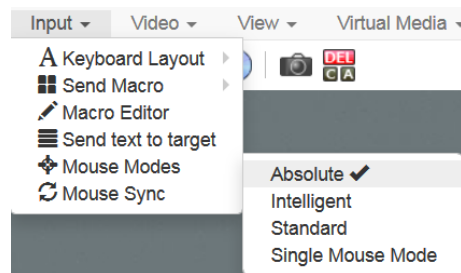 Input Video View Virtual Media
A Keyboard Layout
DEL
C A
Send Macro
Macro Editor
Send text to target
Mouse Modes
Absolute
Mouse Sync
Intelligent
Standard
Single Mouse Mode